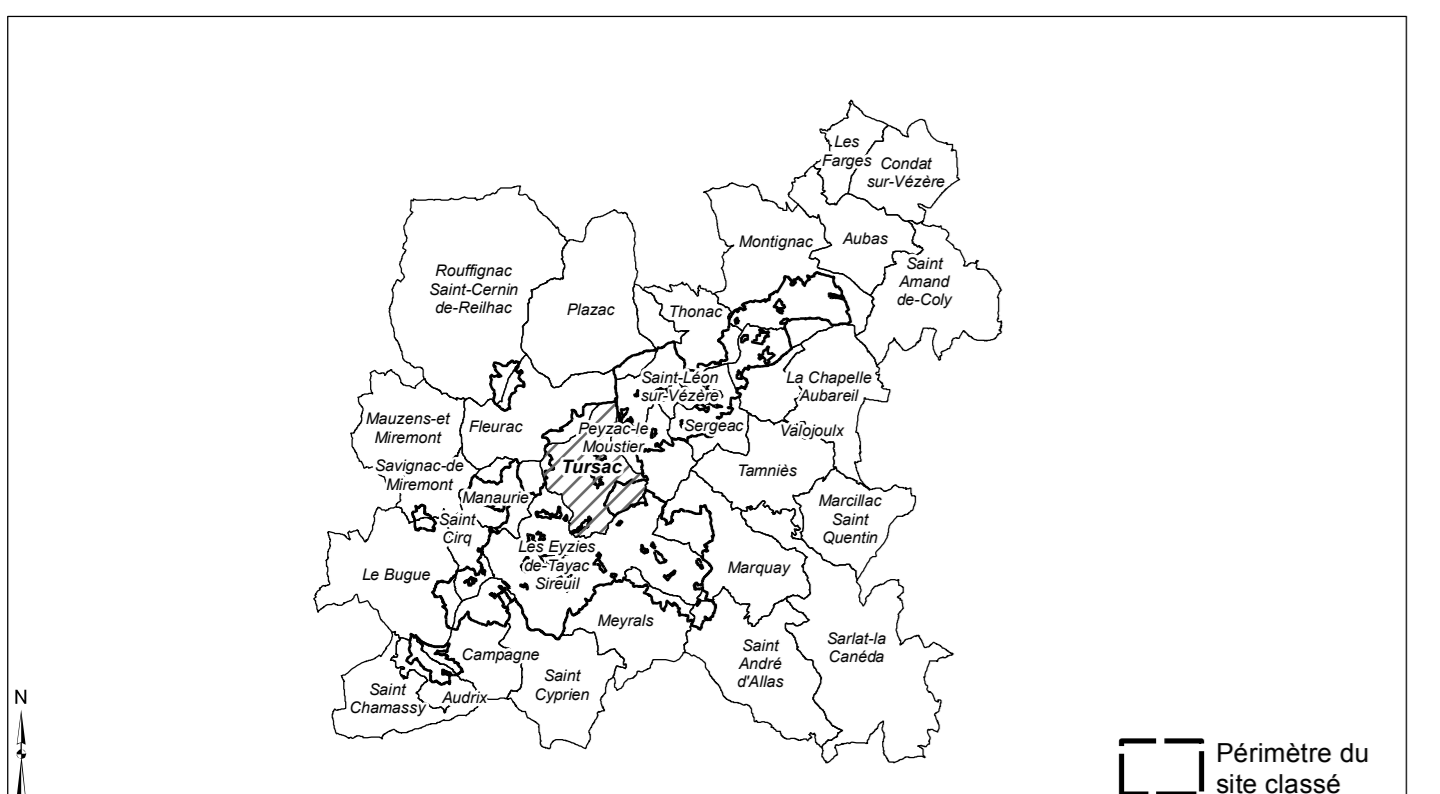 Les
Farges
Condat
sur-Vézère
Montignac
Aubas
Saint
Amand
de-Coly
Rouffignac
Saint-Cernin
de-Reilhac
Plazac
Thonac
Saint-Léon
sur-Vézère
La Chapelle
Aubareil
Mauzens-et
Miremont
Fleurac
Peyzac-le
Moustier
Sergeac
Valojoulx
Tursac
Tamniès
Savignac-de
Miremont
Manaurie
Marcillac
Saint
Quentin
Saint
Cirq
Les Eyzies
de-Tayac
Sireuil
Le Bugue
Marquay
Meyrals
Saint
André
d'Allas
Sarlat-la
Canéda
Campagne
Saint
Cyprien
Saint
Chamassy
Audrix
N
Périmètre du
site classé